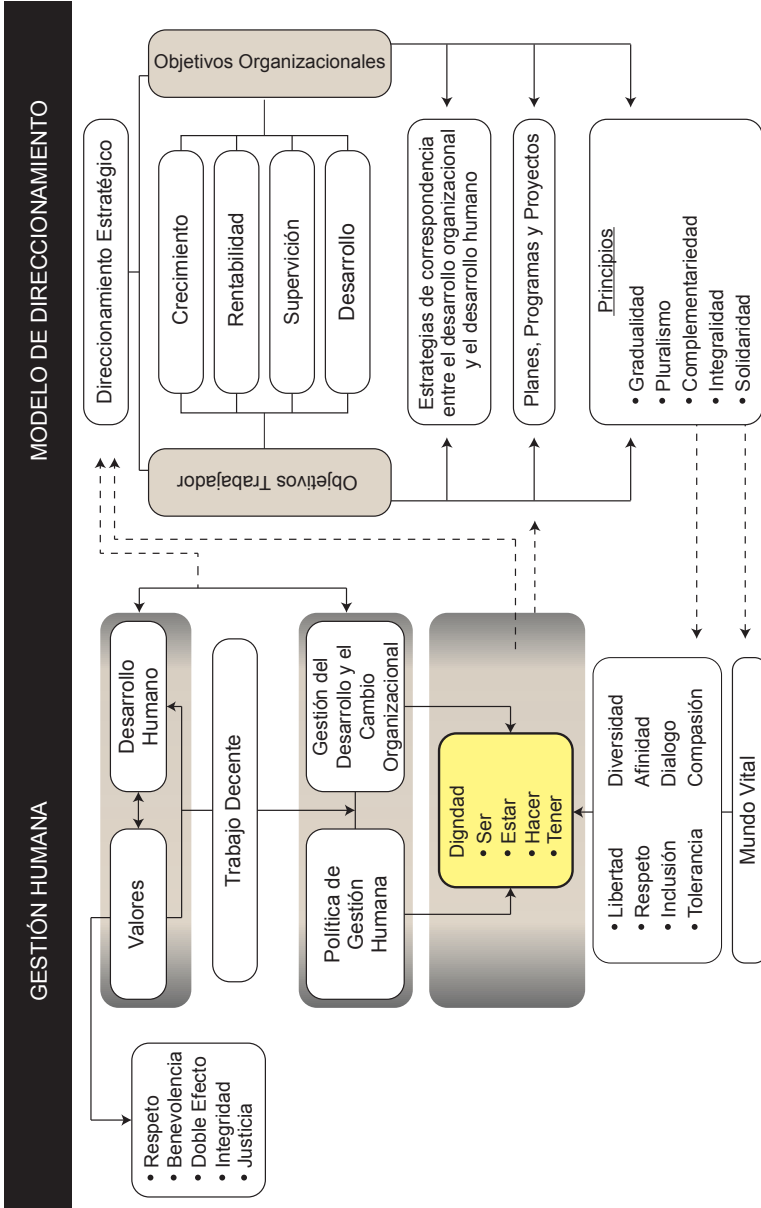 GESTIÓN HUMANA
MODELO DE DIRECCIONAMIENTO
• Respeto
• Benevolencia
• Doble Efecto
• Integridad
• Justicia
Valores
Desarrollo
Humano
Trabajo Decente
Política de
Gestión
Humana
Gestión del
Desarrollo y el
Cambio
Organizacional
Digndad
• Ser
• Estar
• Hacer
• Tener
• Libertad
• Respeto
• Inclusión
• Tolerancia
Diversidad
Afinidad
Dialogo
Compasión
Mundo Vital
Direccionamiento Estratégico
Objetivos Trabajador
Crecimiento
Rentabilidad
Supervición
Desarrollo
Objetivos Organizacionales
Estrategias de correspondencia
entre el desarrollo organizacional
y el desarrollo humano
Planes, Programas y Proyectos
Principios
• Gradualidad
• Pluralismo
• Complementariedad
• Integralidad
• Solidaridad